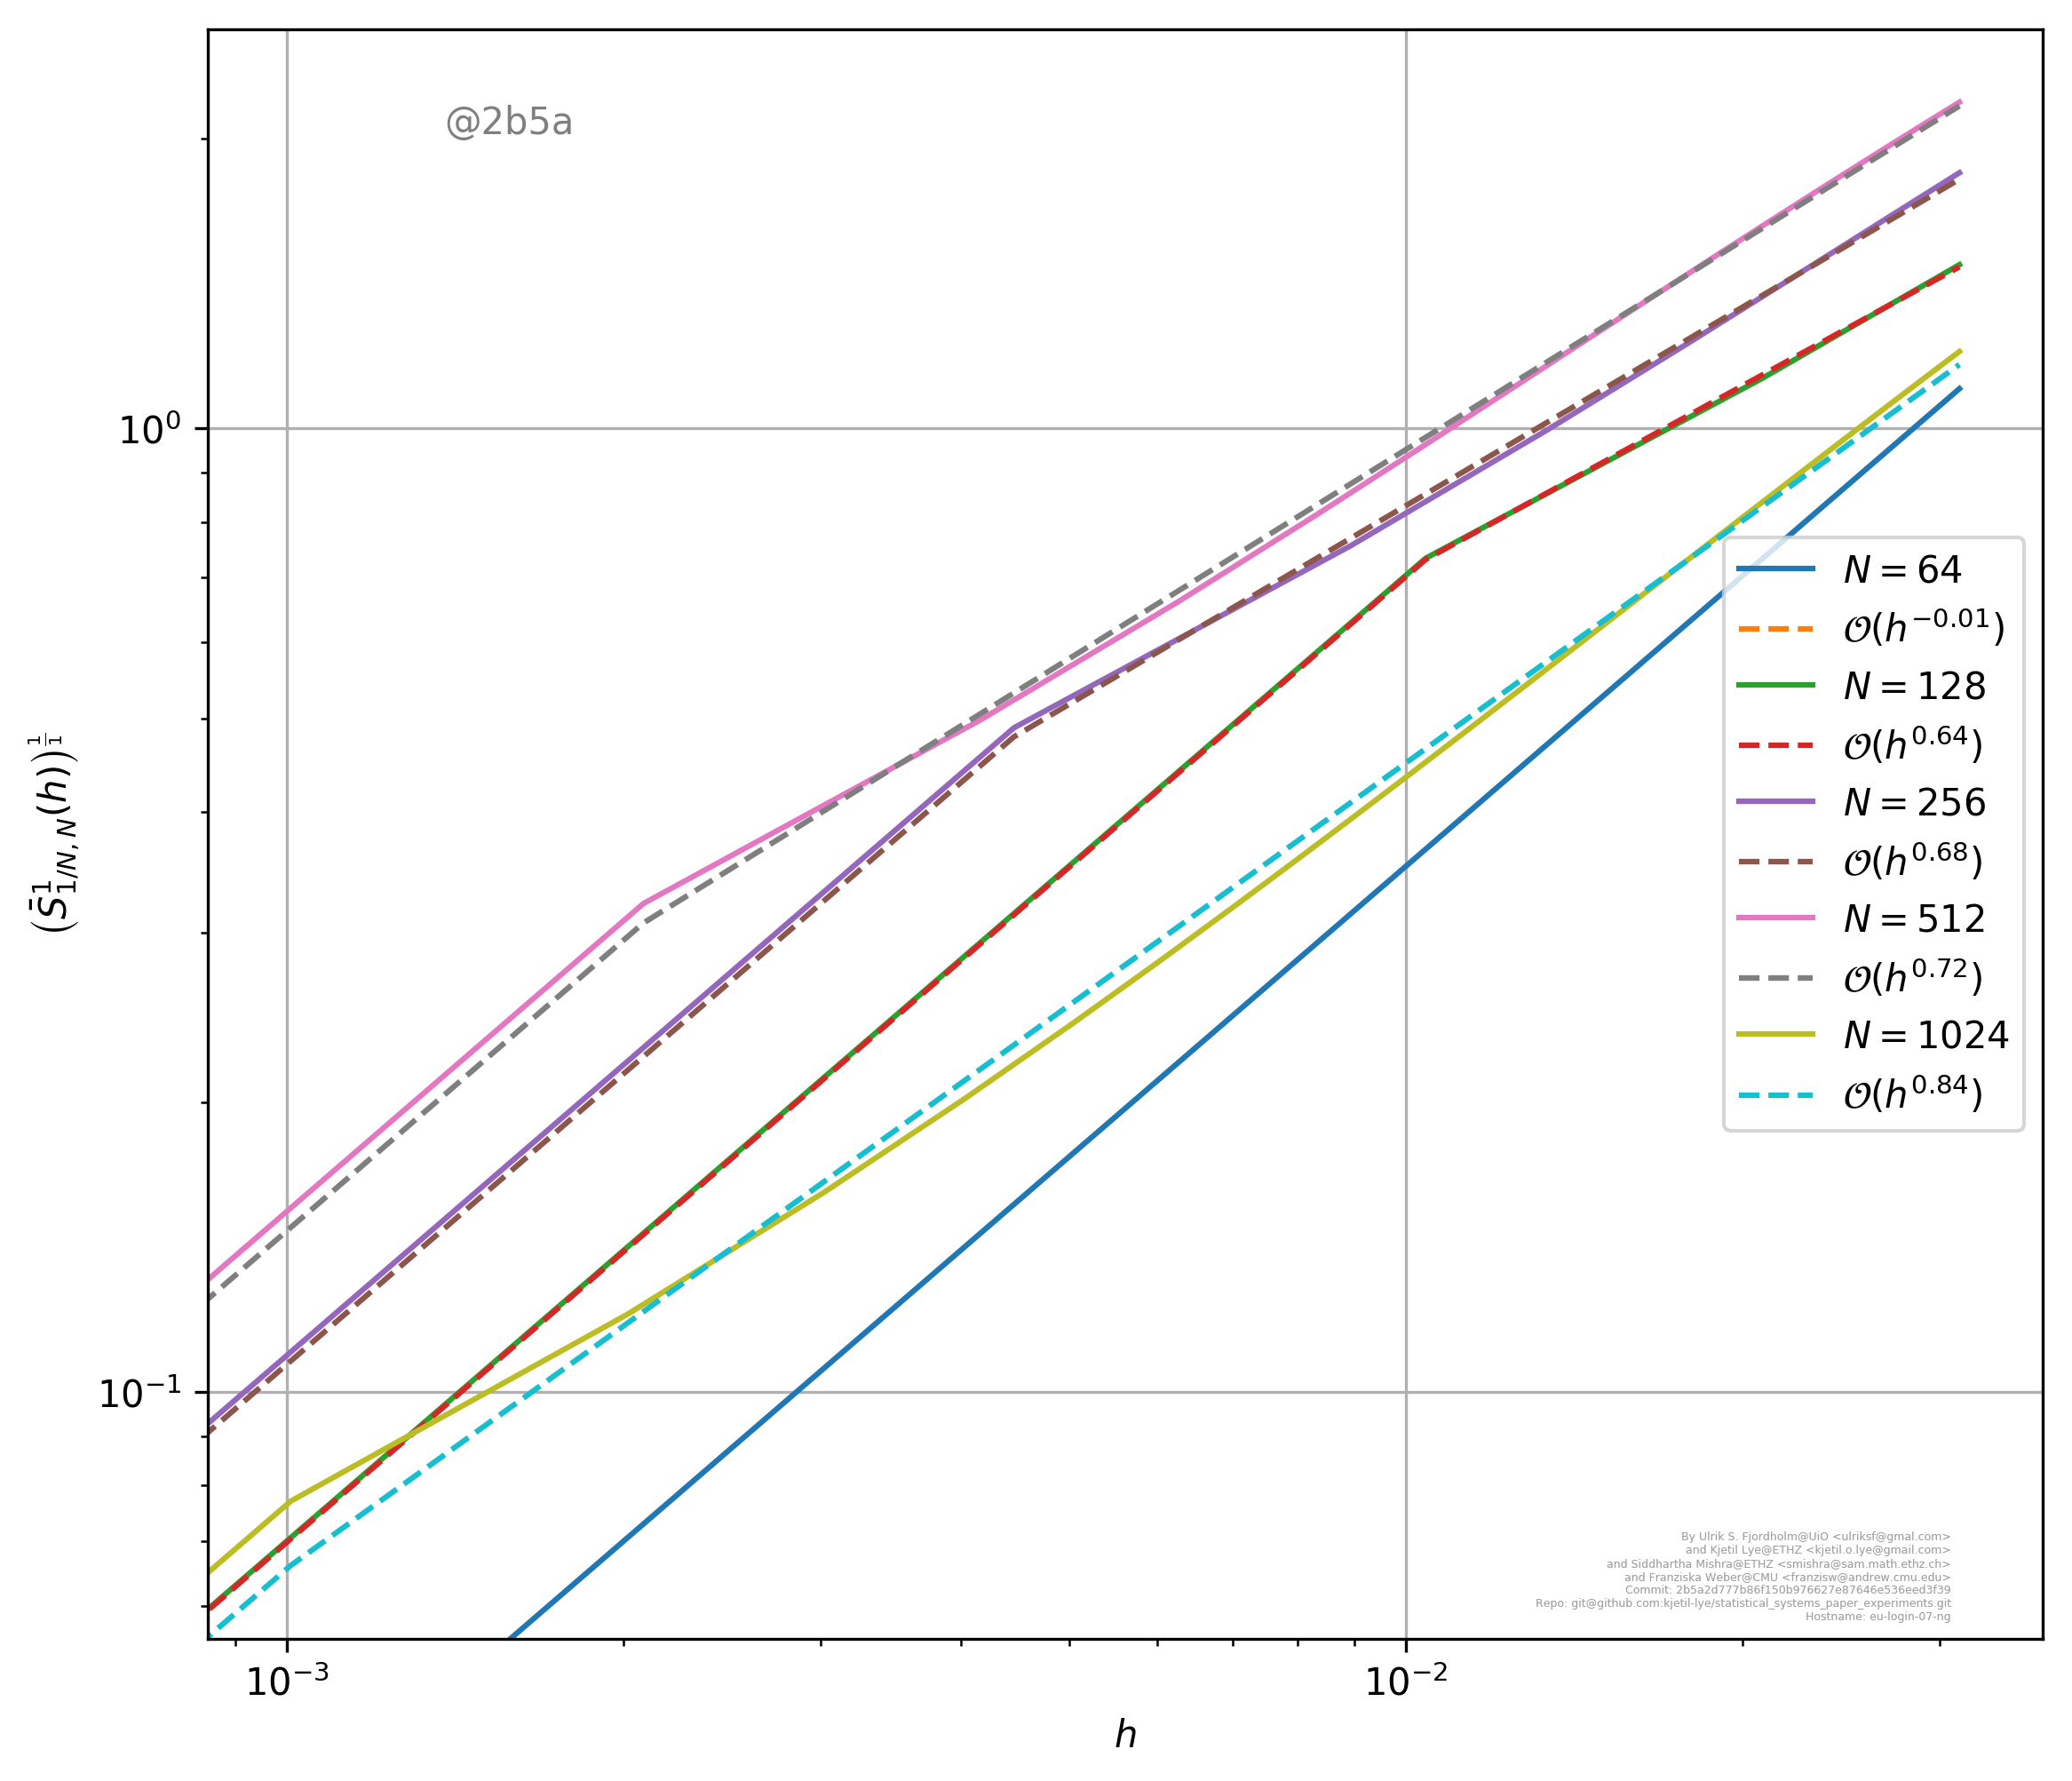 @2b5a
10⁰
10⁻¹
(S̄¹_{1/N, N}(h))^{1/1}
N = 64
𝒪(h^{−0.01})
N = 128
𝒪(h^{0.64})
N = 256
𝒪(h^{0.68})
N = 512
𝒪(h^{0.72})
N = 1024
𝒪(h^{0.84})
By Ulrik S. Fjordholm@UiO <ulriksf@gmal.com>
and Kjetil Lye@ETHZ <kjetil.o.lye@gmail.com>
and Siddhartha Mishra@ETHZ <smishra@sam.math.ethz.ch>
and Franziska Weber@CMU <franzisw@andrew.cmu.edu>
Commit: 2b5a2d777b86f150b976627e87646e536eed3f39
Repo: git@github.com:kjetil-lye/statistical_systems_paper_experiments.git
Hostname: eu-login-07-ng
10⁻³
10⁻²
h